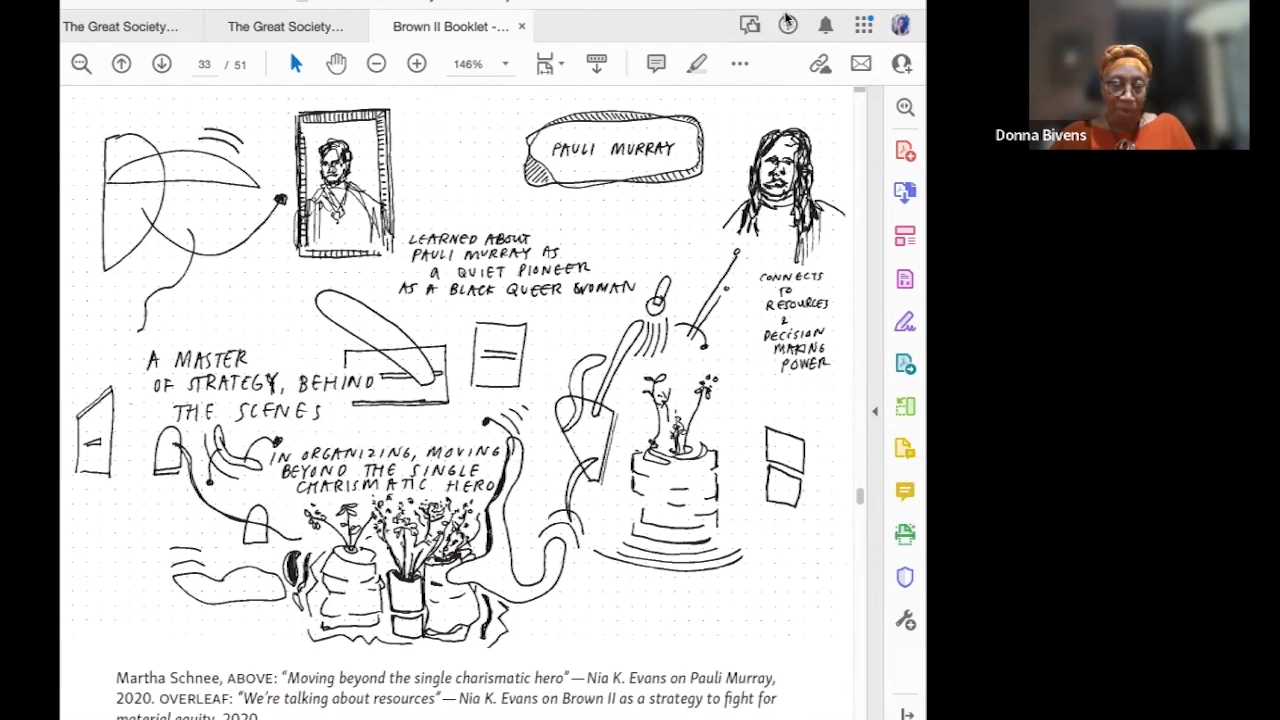 The Great Society...
The Great Society...
Brown II Booklet -... ×
33 / 51
146%
Donna Bivens
PAULI MURRAY
LEARNED ABOUT
PAULI MURRAY AS
A QUIET PIONEER
AS A BLACK QUEER WOMAN
CONNECTS
TO
RESOURCES
&
DECISION
MAKING
POWER
A MASTER
OF STRATEGY, BEHIND
THE SCENES
IN ORGANIZING, MOVING
BEYOND THE SINGLE
CHARISMATIC HERO
Martha Schnee, ABOVE: “Moving beyond the single charismatic hero”—Nia K. Evans on Pauli Murray,
2020. OVERLEAF: “We’re talking about resources”—Nia K. Evans on Brown II as a strategy to fight for
material equity, 2020